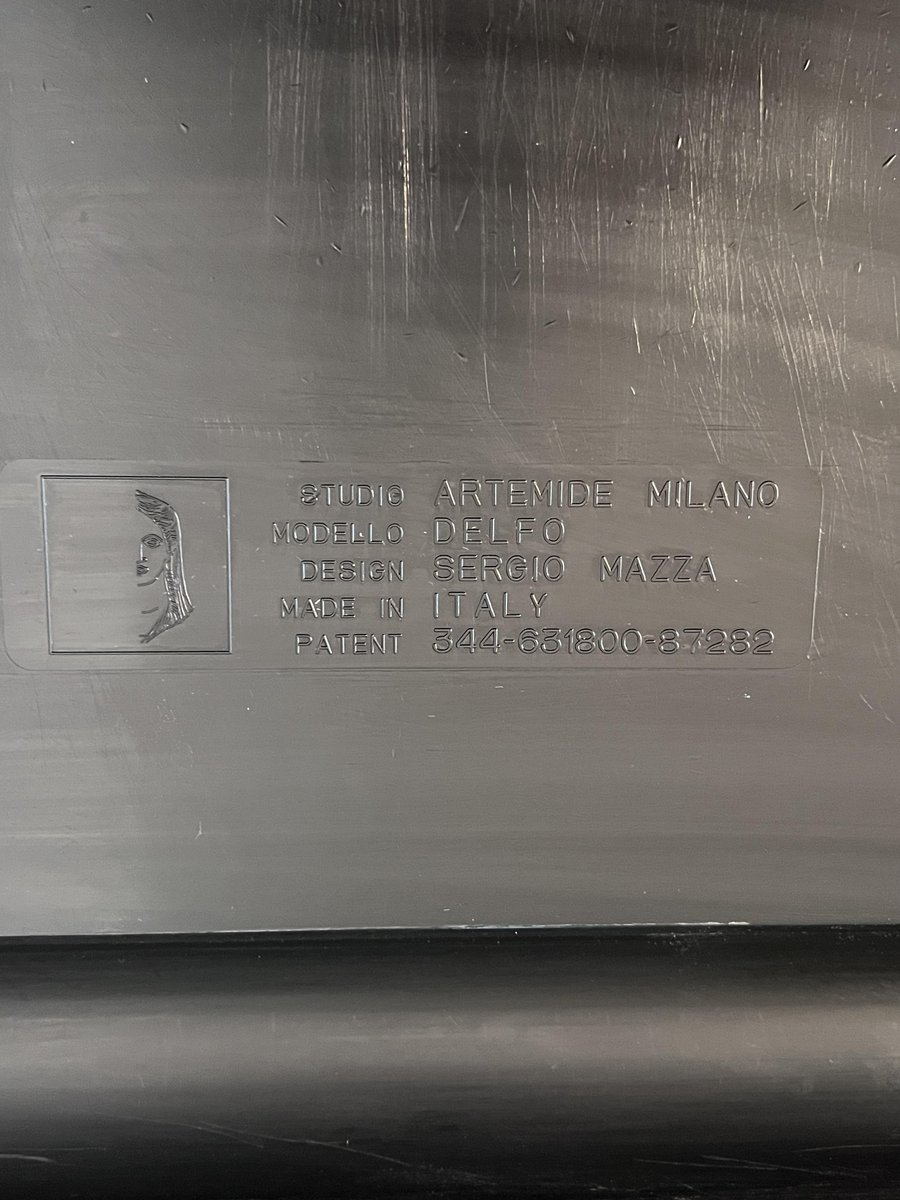 STUDIO ARTEMIDE MILANO
MODELLO DELFO
DESIGN SERGIO MAZZA
MADE IN ITALY
PATENT 344-631800-87282